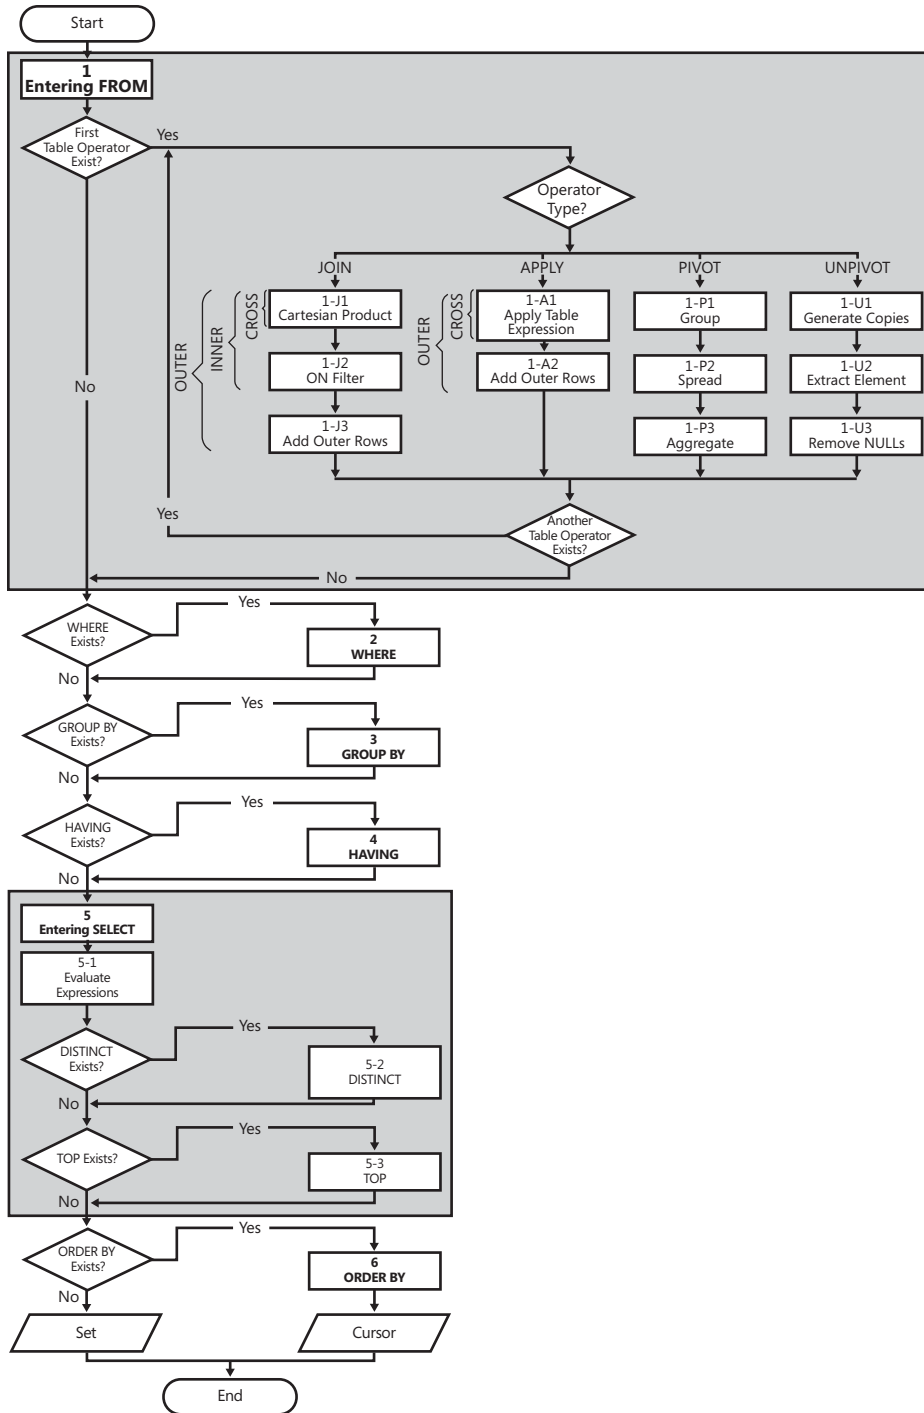 Start
1
Entering FROM
First
Table Operator
Exist?
Yes
Operator
Type?
JOIN
APPLY
PIVOT
UNPIVOT
OUTER
INNER
CROSS
1-J1
Cartesian Product
1-J2
ON Filter
1-J3
Add Outer Rows
OUTER
CROSS
1-A1
Apply Table
Expression
1-A2
Add Outer Rows
1-P1
Group
1-P2
Spread
1-P3
Aggregate
1-U1
Generate Copies
1-U2
Extract Element
1-U3
Remove NULLs
No
Yes
Another
Table Operator
Exists?
No
WHERE
Exists?
Yes
2
WHERE
No
GROUP BY
Exists?
Yes
3
GROUP BY
No
HAVING
Exists?
Yes
4
HAVING
No
5
Entering SELECT
5-1
Evaluate
Expressions
DISTINCT
Exists?
Yes
5-2
DISTINCT
No
TOP Exists?
Yes
5-3
TOP
No
ORDER BY
Exists?
Yes
6
ORDER BY
No
Set
Cursor
End